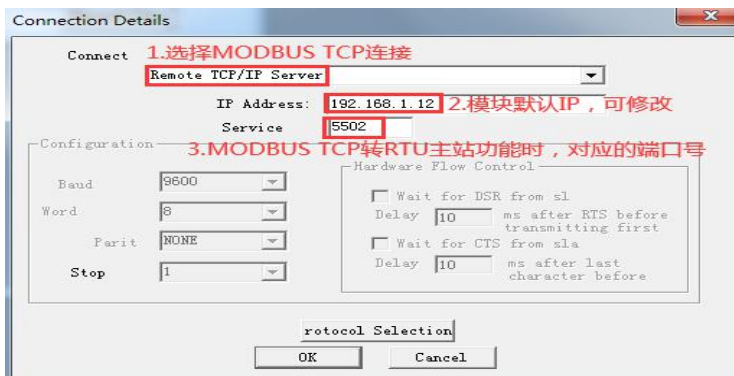 Connection Details
Connect 1.选择MODBUS TCP连接
Remote TCP/IP Server
IP Address: 192.168.1.12 2.模块默认IP，可修改
Service 5502
3.MODBUS TCP转RTU主站功能时，对应的端口号
Configuration
Hardware Flow Control
Baud 9600
Wait for DSR from sl
Word 8
Delay 10 ms after RTS before
transmitting first
Parit NONE
Wait for CTS from sla
Stop 1
Delay 10 ms after last
character before
rotocol Selection
OK Cancel